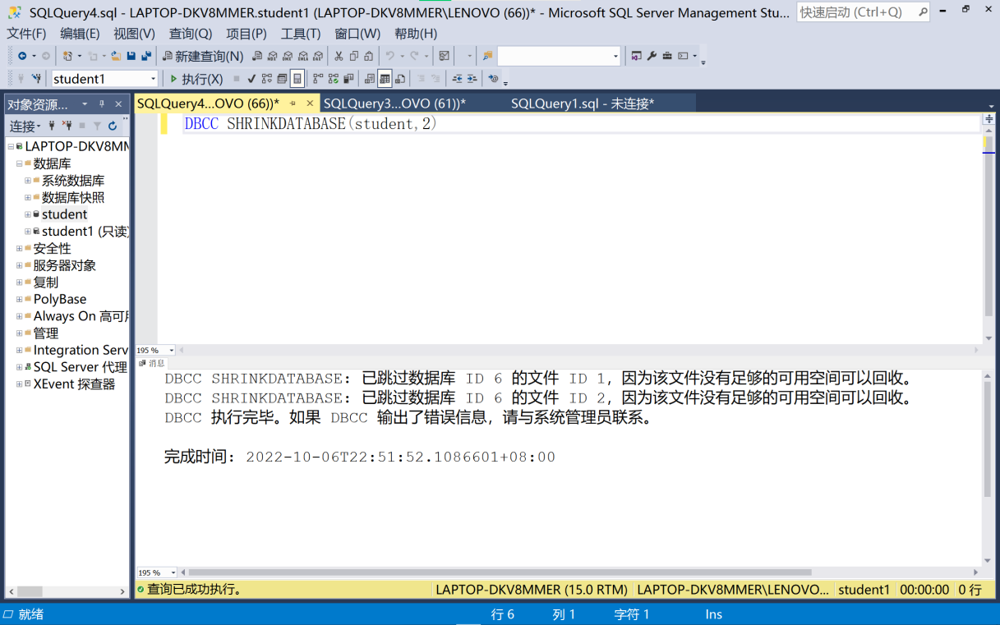 SQLQuery4.sql - LAPTOP-DKV8MMER.student1 (LAPTOP-DKV8MMER\LENOVO (66))* - Microsoft SQL Server Management Stu...
快速启动 (Ctrl+Q)
文件(F) 编辑(E) 视图(V) 查询(Q) 项目(P) 工具(T) 窗口(W) 帮助(H)
新建查询(N)
student1 执行(X)
对象资源...
SQLQuery4...OVO (66))* SQLQuery3...OVO (61))* SQLQuery1.sql - 未连接*
连接
LAPTOP-DKV8MM
数据库
系统数据库
数据库快照
student
student1 (只读)
安全性
服务器对象
复制
PolyBase
Always On 高可用
管理
Integration Serv
SQL Server 代理
XEvent 探查器
DBCC SHRINKDATABASE(student,2)
195 %
消息
DBCC SHRINKDATABASE: 已跳过数据库 ID 6 的文件 ID 1，因为该文件没有足够的可用空间可以回收。
DBCC SHRINKDATABASE: 已跳过数据库 ID 6 的文件 ID 2，因为该文件没有足够的可用空间可以回收。
DBCC 执行完毕。如果 DBCC 输出了错误信息，请与系统管理员联系。
完成时间: 2022-10-06T22:51:52.1086601+08:00
195 %
查询已成功执行。 LAPTOP-DKV8MMER (15.0 RTM) LAPTOP-DKV8MMER\LENOVO... student1 00:00:00 0 行
就绪 行 6 列 1 字符 1 Ins